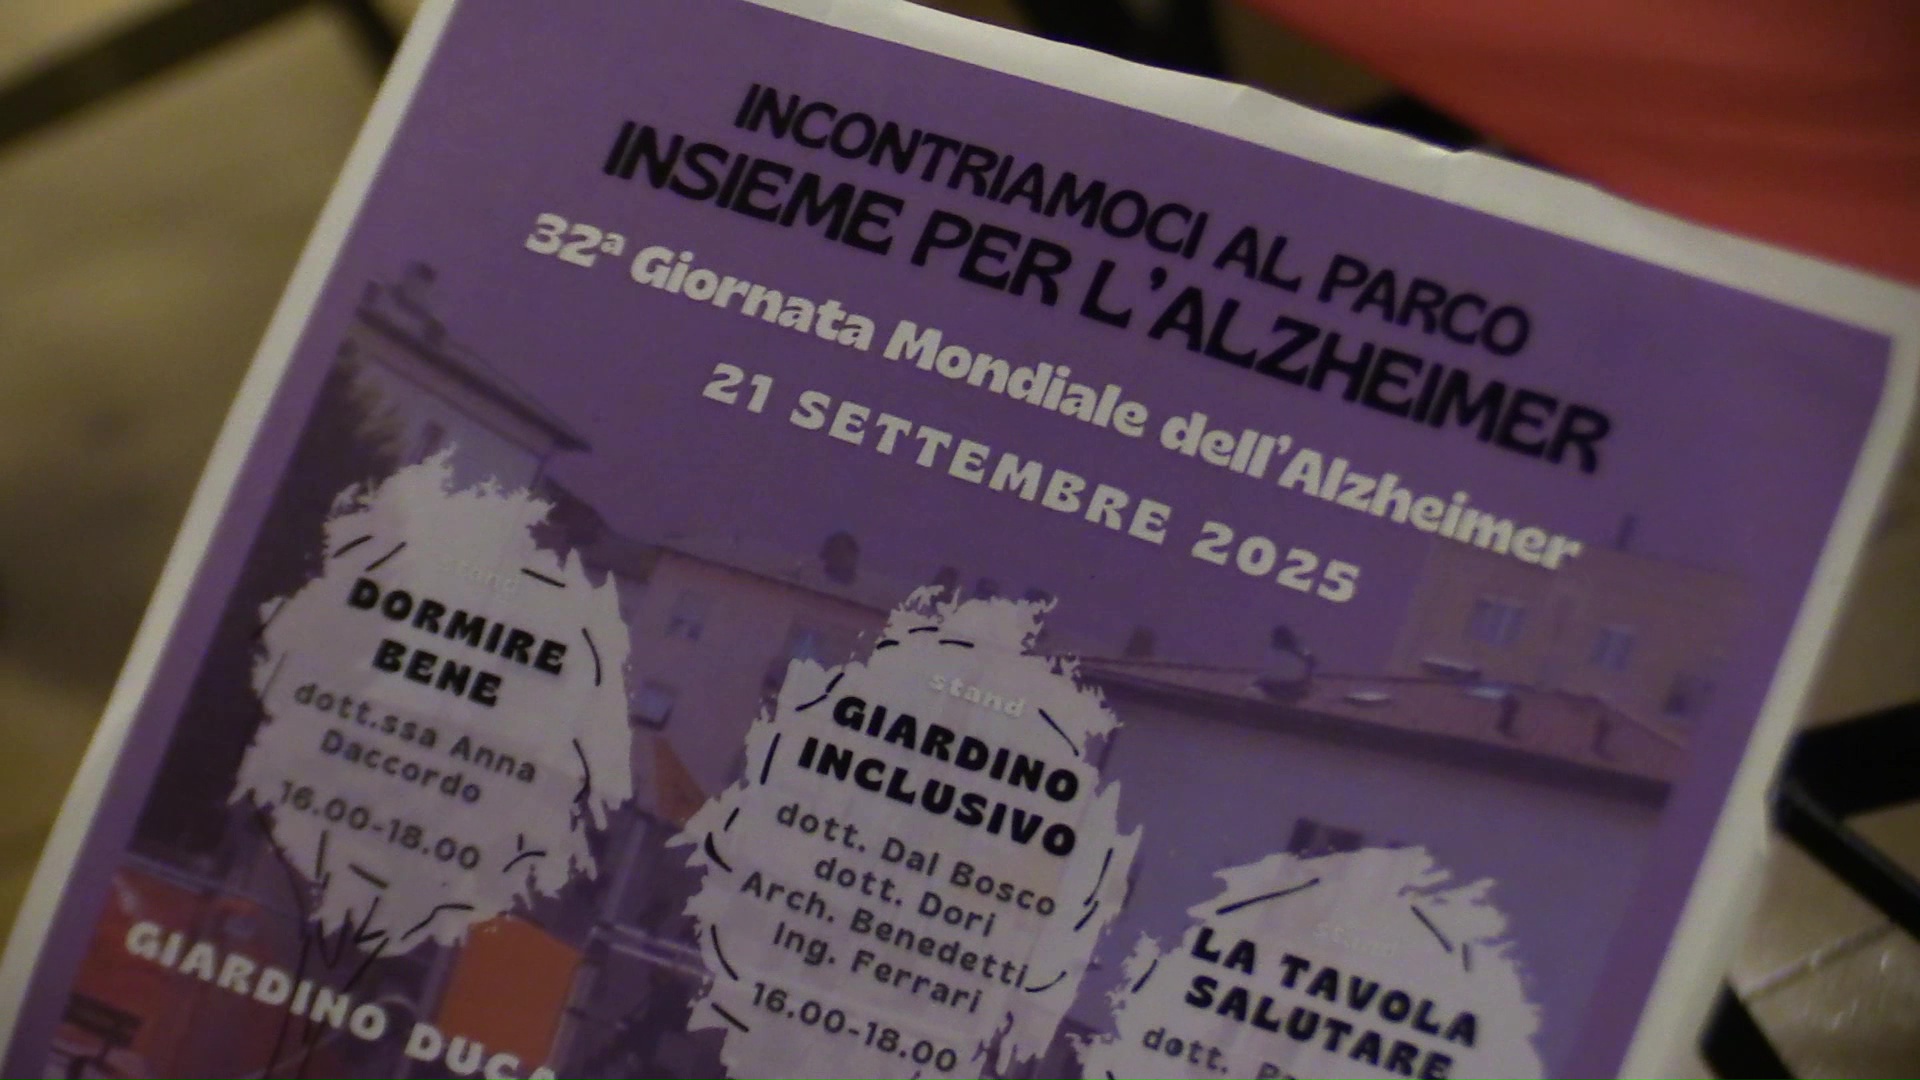 INCONTRIAMOCI AL PARCO
INSIEME PER L'ALZHEIMER
32ª Giornata Mondiale dell'Alzheimer
21 SETTEMBRE 2025
stand
DORMIRE
BENE
dott.ssa Anna
Daccordo
16.00-18.00
stand
GIARDINO
INCLUSIVO
dott. Dal Bosco
dott. Dori
Arch. Benedetti
Ing. Ferrari
16.00-18.00
stand
LA TAVOLA
SALUTARE
dott.
GIARDINO